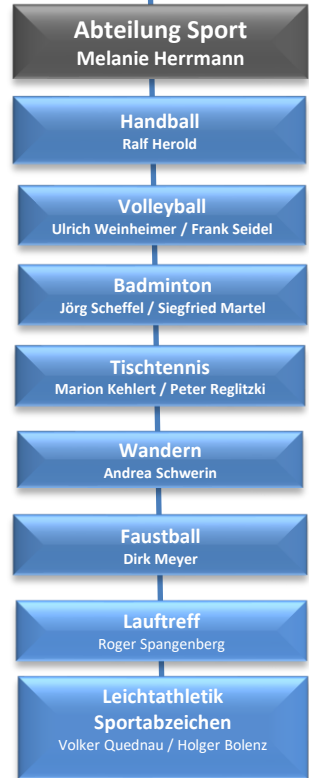 Abteilung Sport
Melanie Herrmann
Handball
Ralf Herold
Volleyball
Ulrich Weinheimer / Frank Seidel
Badminton
Jörg Scheffel / Siegfried Martel
Tischtennis
Marion Kehlert / Peter Reglitzki
Wandern
Andrea Schwerin
Faustball
Dirk Meyer
Lauftreff
Roger Spangenberg
Leichtathletik
Sportabzeichen
Volker Quednau / Holger Bolenz